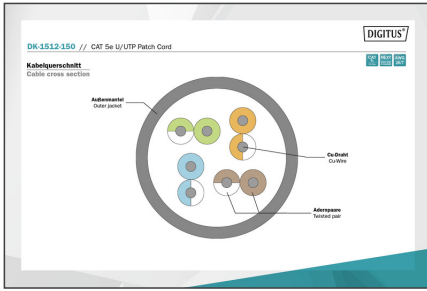 DIGITUS®
DK-1512-150 // CAT 5e U/UTP Patch Cord
Kabelquerschnitt
Cable cross section
Außenmantel
Outer jacket
Cu-Draht
Cu-Wire
Aderspaare
Twisted pair